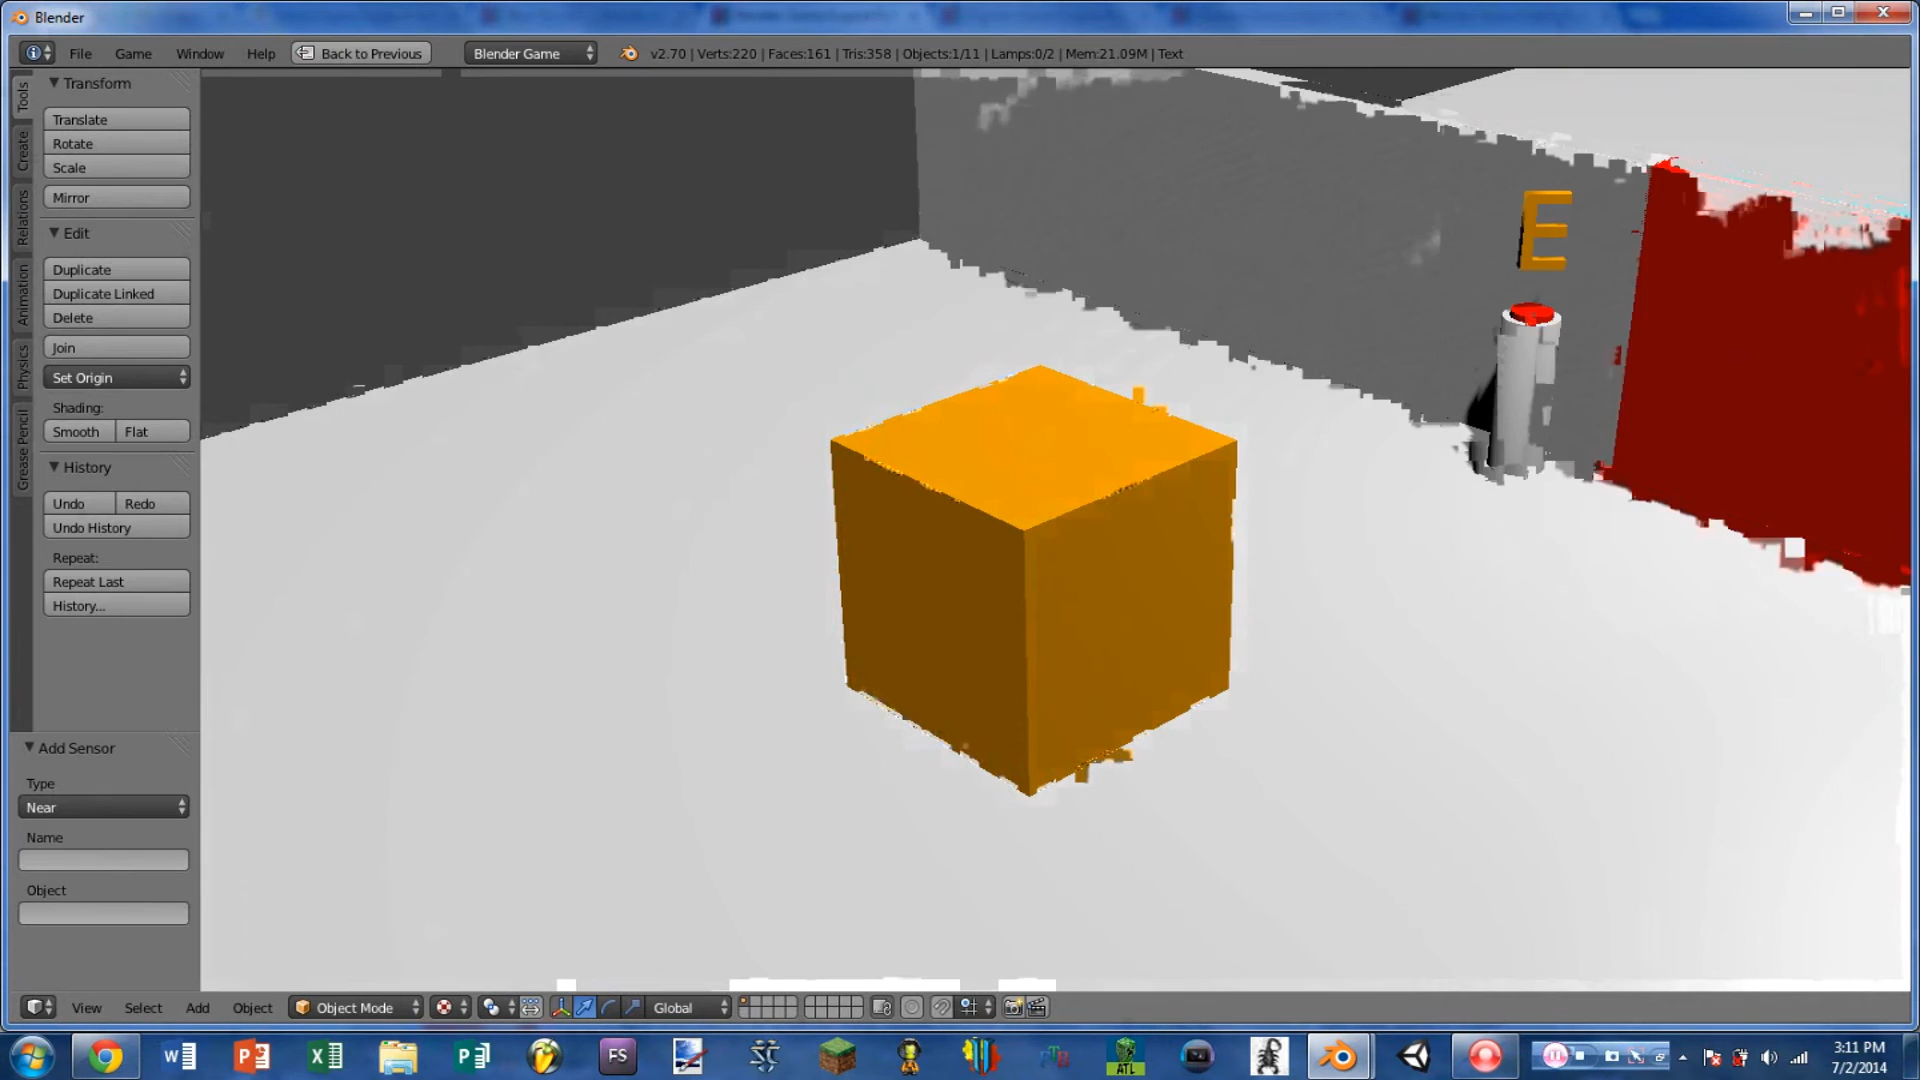 Blender
File Game Window Help Back to Previous Blender Game v2.70 | Verts:220 | Faces:161 | Tris:358 | Objects:1/11 | Lamps:0/2 | Mem:21.09M | Text
Tools
Create
Relations
Animation
Physics
Grease Pencil
Transform
Translate
Rotate
Scale
Mirror
Edit
Duplicate
Duplicate Linked
Delete
Join
Set Origin
Shading:
Smooth Flat
History
Undo Redo
Undo History
Repeat:
Repeat Last
History...
Add Sensor
Type
Near
Name
Object
E
View Select Add Object Object Mode Global
FS
ATL
3:11 PM
7/2/2014